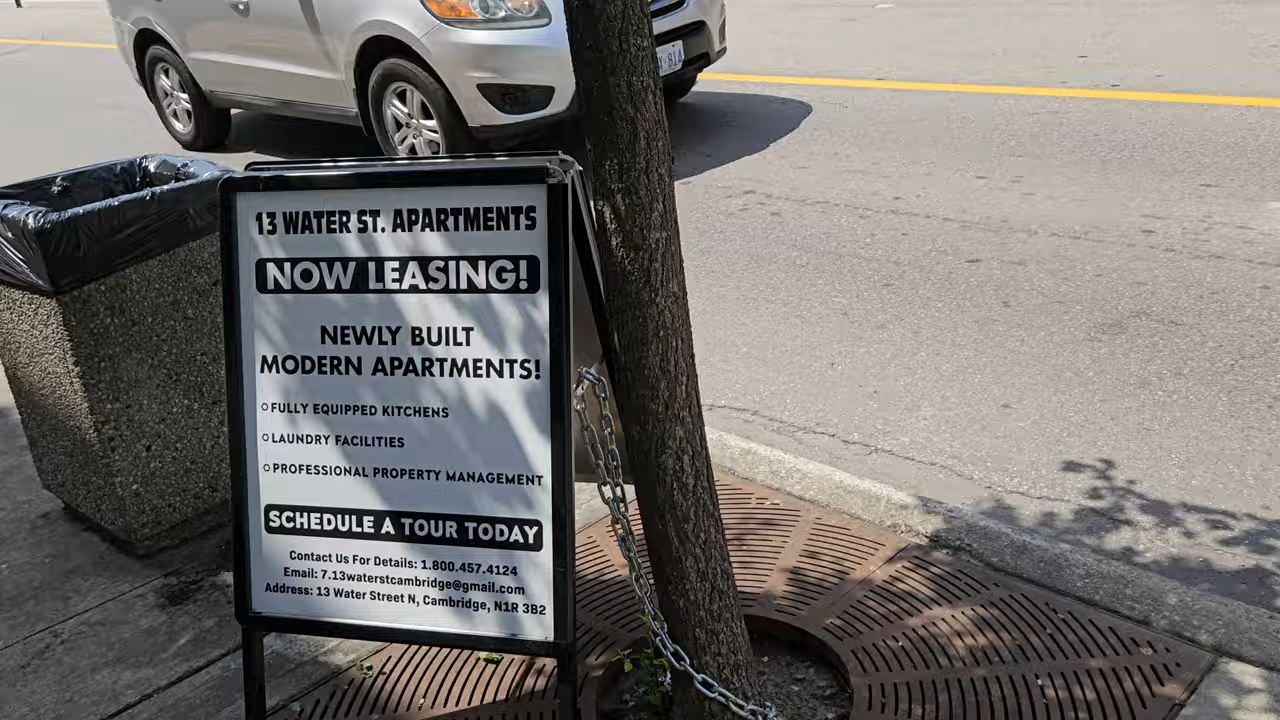 13 WATER ST. APARTMENTS
NOW LEASING!
NEWLY BUILT
MODERN APARTMENTS!
FULLY EQUIPPED KITCHENS
LAUNDRY FACILITIES
PROFESSIONAL PROPERTY MANAGEMENT
SCHEDULE A TOUR TODAY
Contact Us For Details: 1.800.457.4124
Email: 7.13waterstcambridge@gmail.com
Address: 13 Water Street N, Cambridge, N1R 3B2